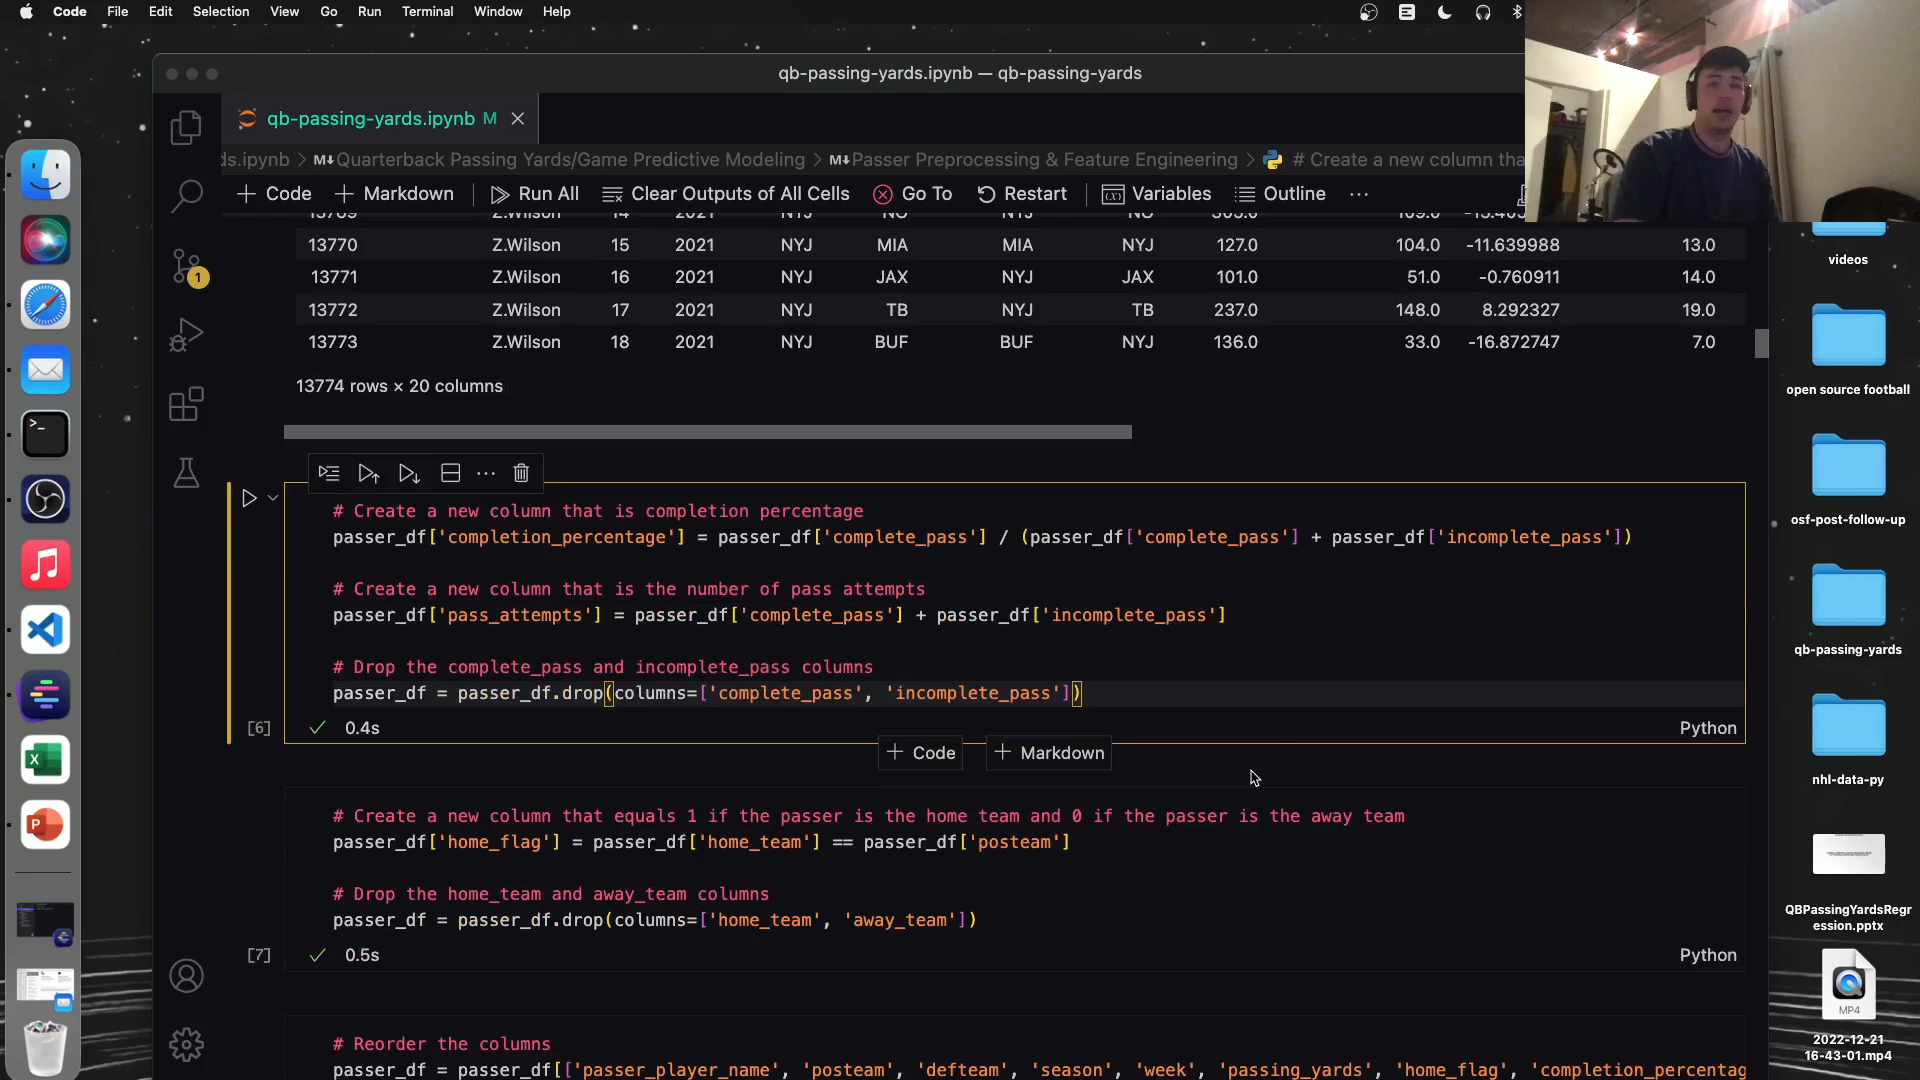 Code File Edit Selection View Go Run Terminal Window Help
qb-passing-yards.ipynb — qb-passing-yards
qb-passing-yards.ipynb M
ds.ipynb > M↓Quarterback Passing Yards/Game Predictive Modeling > M↓Passer Preprocessing & Feature Engineering > # Create a new column tha
+ Code + Markdown Run All Clear Outputs of All Cells Go To Restart Variables Outline ...
13769 Z.Wilson 14 2021 NYJ NO NYJ NO
13770 Z.Wilson 15 2021 NYJ MIA MIA NYJ 127.0 104.0 -11.639988 13.0
13771 Z.Wilson 16 2021 NYJ JAX NYJ JAX 101.0 51.0 -0.760911 14.0
13772 Z.Wilson 17 2021 NYJ TB NYJ TB 237.0 148.0 8.292327 19.0
13773 Z.Wilson 18 2021 NYJ BUF BUF NYJ 136.0 33.0 -16.872747 7.0
13774 rows × 20 columns
# Create a new column that is completion percentage
passer_df['completion_percentage'] = passer_df['complete_pass'] / (passer_df['complete_pass'] + passer_df['incomplete_pass'])
# Create a new column that is the number of pass attempts
passer_df['pass_attempts'] = passer_df['complete_pass'] + passer_df['incomplete_pass']
# Drop the complete_pass and incomplete_pass columns
passer_df = passer_df.drop(columns=['complete_pass', 'incomplete_pass'])
[6] ✓ 0.4s Python
+ Code + Markdown
# Create a new column that equals 1 if the passer is the home team and 0 if the passer is the away team
passer_df['home_flag'] = passer_df['home_team'] == passer_df['posteam']
# Drop the home_team and away_team columns
passer_df = passer_df.drop(columns=['home_team', 'away_team'])
[7] ✓ 0.5s Python
# Reorder the columns
passer_df = passer_df[['passer_player_name', 'posteam', 'defteam', 'season', 'week', 'passing_yards', 'home_flag', 'completion_percentag
1
videos
open source football
osf-post-follow-up
qb-passing-yards
nhl-data-py
QBPassingYardsRegr
ession.pptx
MP4
2022-12-21
16-43-01.mp4